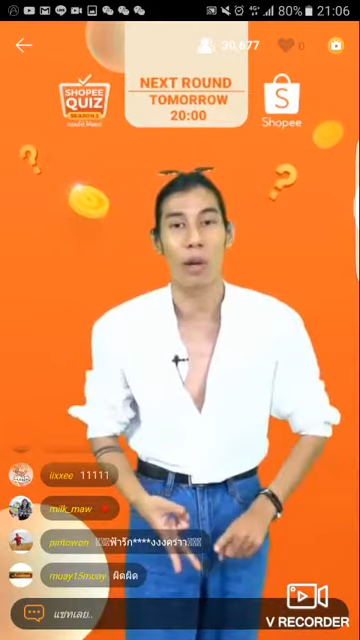 80% 21:06
30,677
0
SHOPEE
QUIZ
NEXT ROUND
TOMORROW
20:00
Shopee
iixxee 11111
milk_maw
ผิดผิด
แชทเลย..
V RECORDER